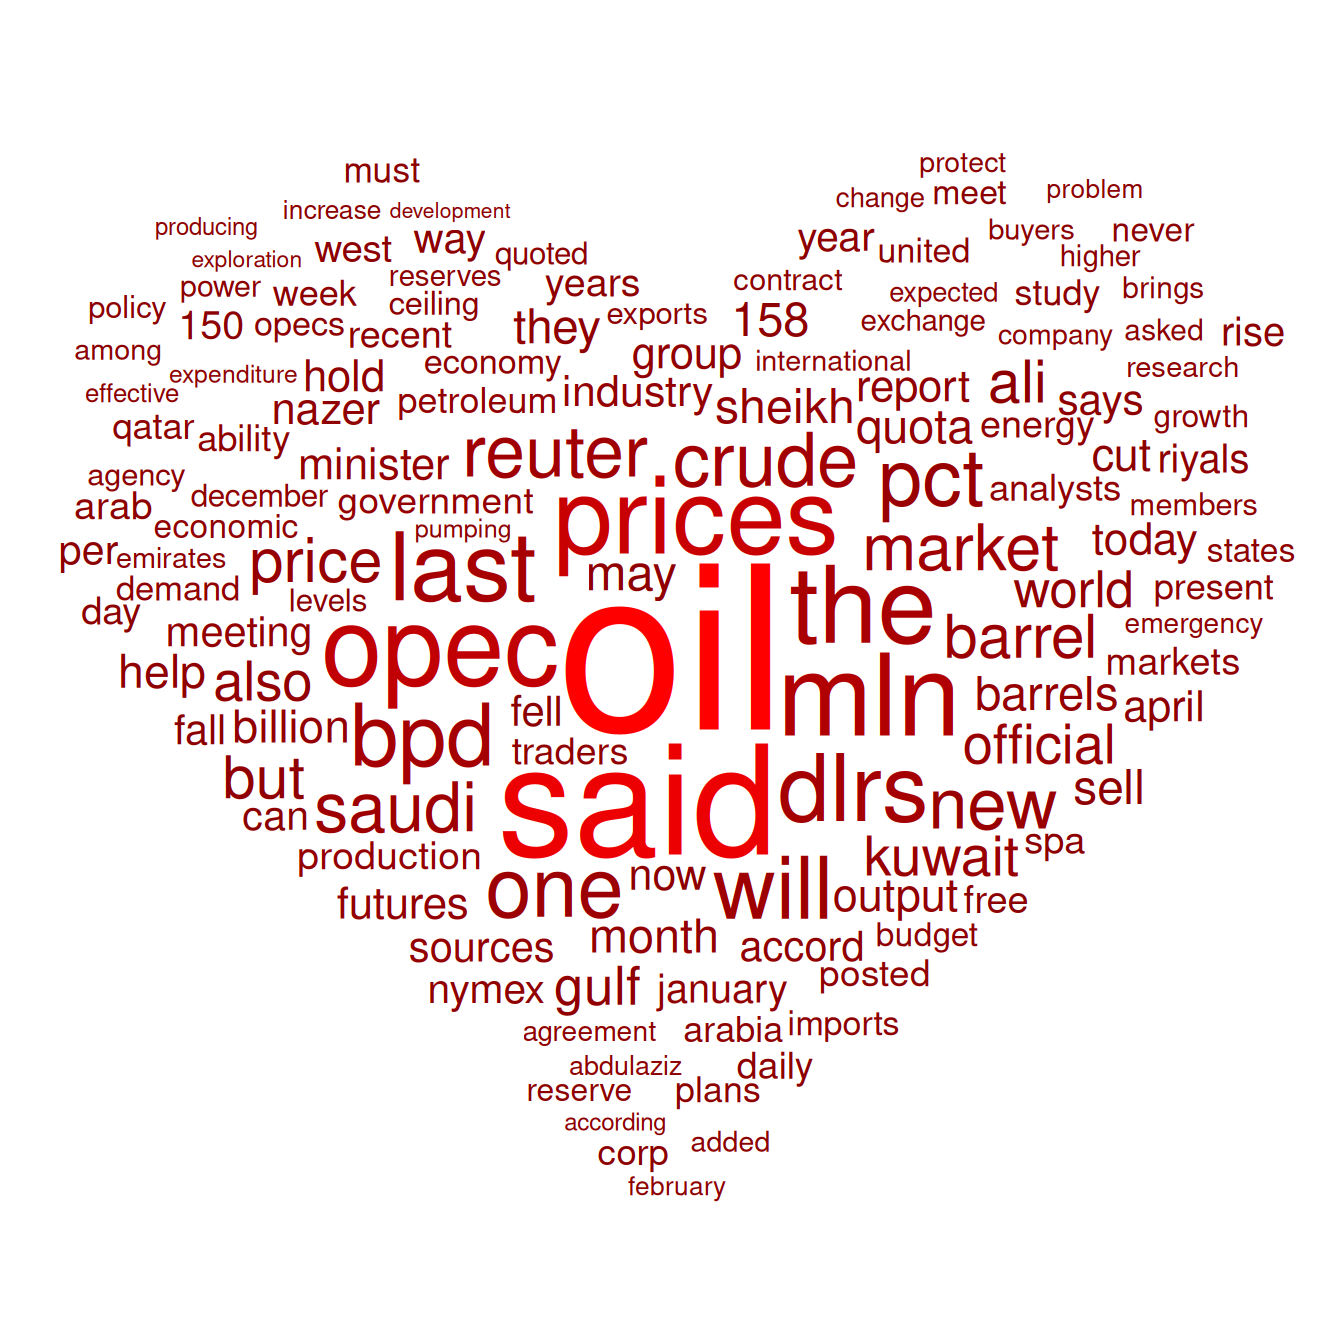 must protect
change meet problem
producing increase development
west way quoted year united buyers never
exploration reserves higher
policy power week ceiling years contract expected study brings
150 opecs recent they exports 158 exchange company asked rise
among economy group international
effective expenditure hold petroleum industry sheikh report ali says research
qatar ability nazer quota energy growth
agency minister reuter crude pct cut riyals
arab december government prices analysts members
economic pumping
per emirates price last may market today states
demand levels oil the world present
day meeting opec barrel emergency
help also mln barrels markets
fall billion bpd fell official april
but traders
can saudi said dlrs new sell
production kuwait spa
futures one now will output free
sources month accord budget
nymex gulf january posted
agreement arabia imports
abdulaziz daily
reserve plans
according
corp added
february